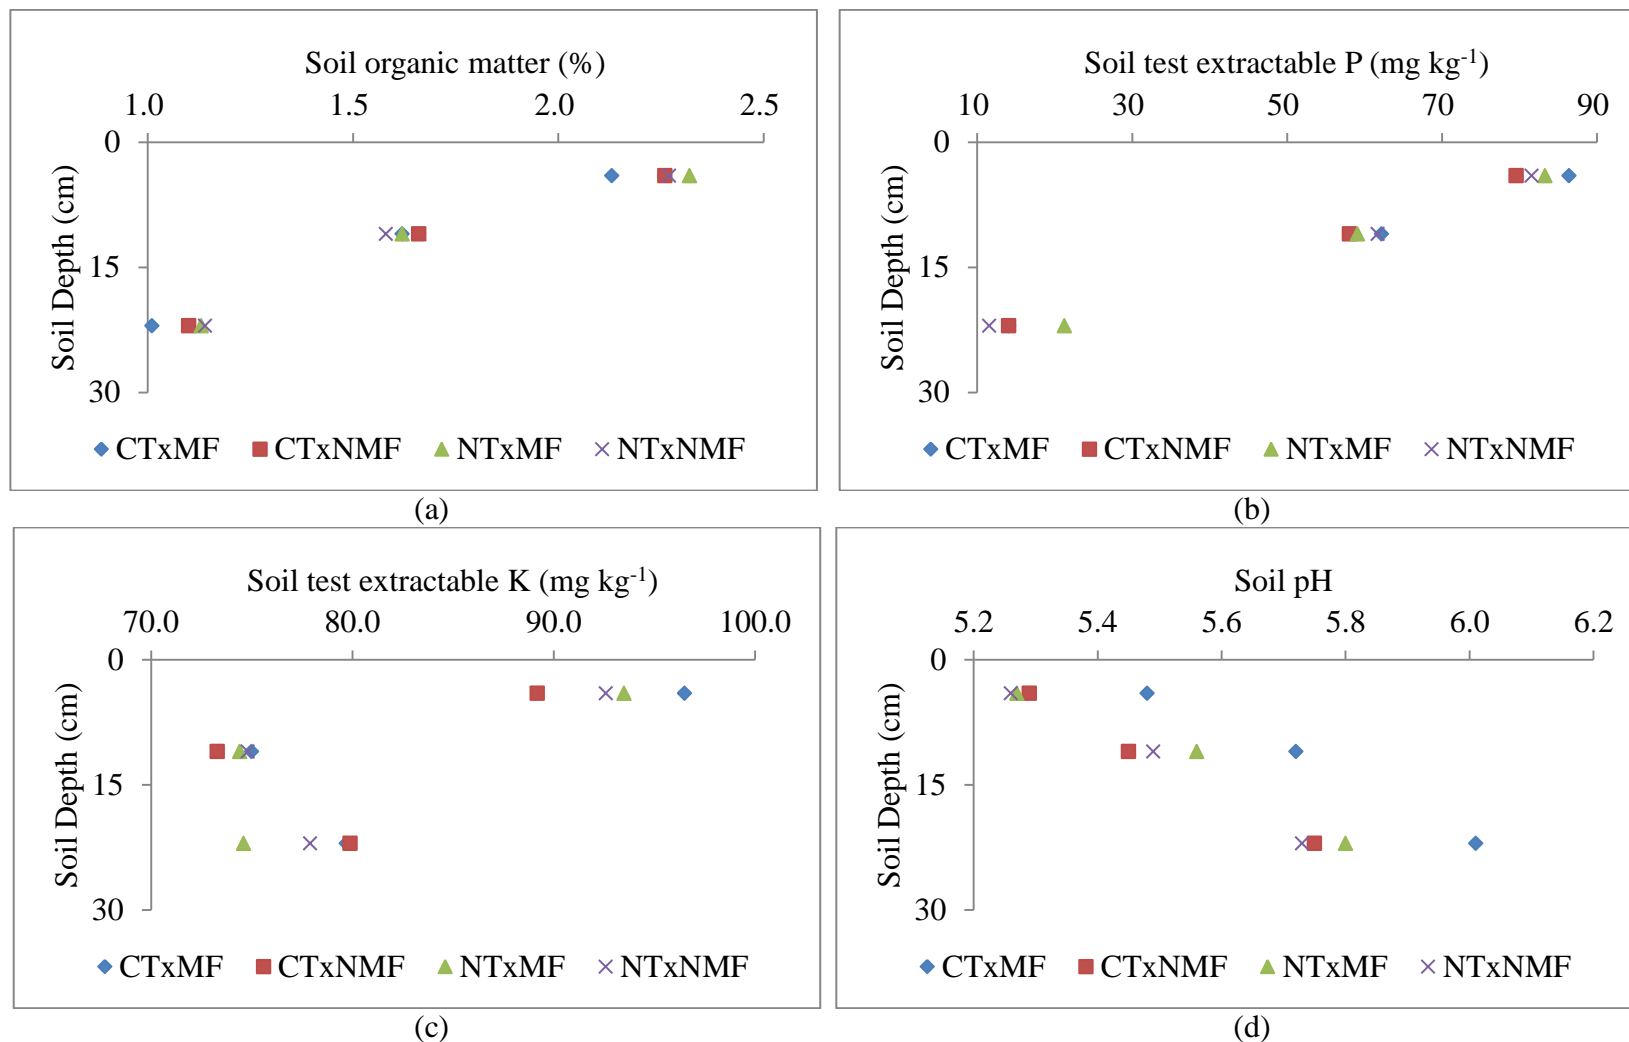 Soil organic matter (%)
1.0 1.5 2.0 2.5
0
15
30
Soil Depth (cm)
CTxMF CTxNMF NTxMF NTxNMF
(a)
Soil test extractable P (mg kg-1)
10 30 50 70 90
0
15
30
Soil Depth (cm)
CTxMF CTxNMF NTxMF NTxNMF
(b)
Soil test extractable K (mg kg-1)
70.0 80.0 90.0 100.0
0
15
30
Soil Depth (cm)
CTxMF CTxNMF NTxMF NTxNMF
(c)
Soil pH
5.2 5.4 5.6 5.8 6.0 6.2
0
15
30
Soil Depth (cm)
CTxMF CTxNMF NTxMF NTxNMF
(d)